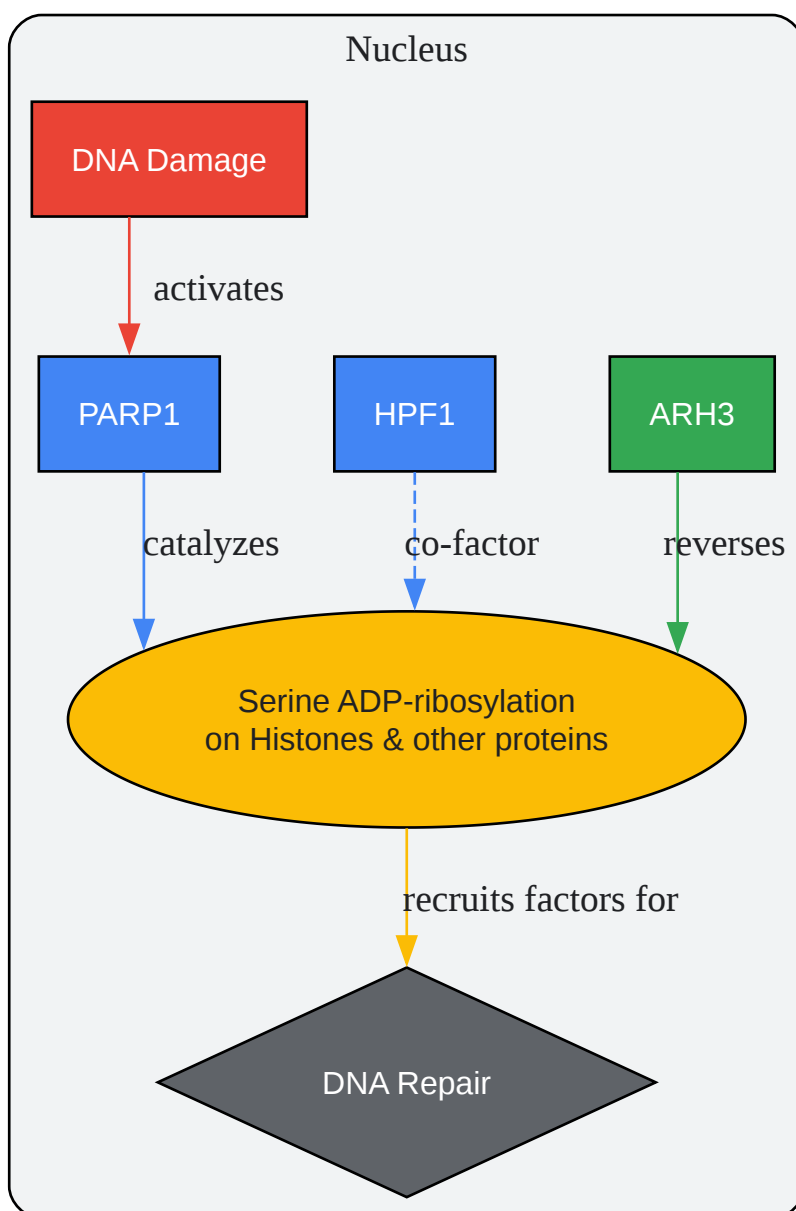 Nucleus
DNA Damage
activates
PARP1
HPF1
ARH3
catalyzes
co-factor
reverses
Serine ADP-ribosylation
on Histones & other proteins
recruits factors for
DNA Repair